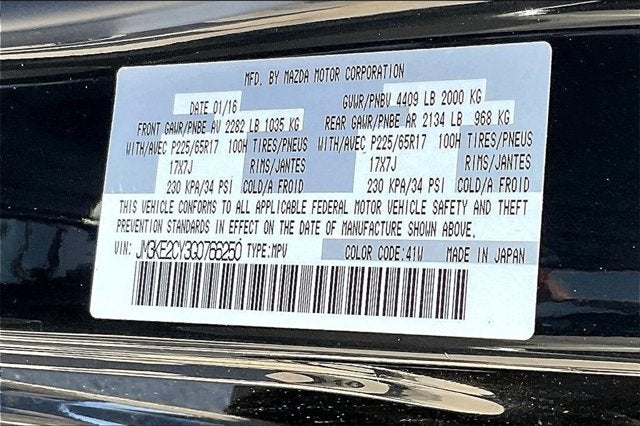 MFD. BY MAZDA MOTOR CORPORATION
DATE 01/16 GVWR/PNBV 4409 LB 2000 KG
FRONT GAWR/PNBE AV 2282 LB 1035 KG REAR GAWR/PNBE AR 2134 LB 968 KG
WITH/AVEC P225/65R17 100H TIRES/PNEUS WITH/AVEC P225/65R17 100H TIRES/PNEUS
17X7J RIMS/JANTES 17X7J RIMS/JANTES
230 KPA/34 PSI COLD/A FROID 230 KPA/34 PSI COLD/A FROID
THIS VEHICLE CONFORMS TO ALL APPLICABLE FEDERAL MOTOR VEHICLE SAFETY AND THEFT
PREVENTION STANDARDS IN EFFECT ON THE DATE OF MANUFACTURE SHOWN ABOVE.
VIN: JM3KE2CY3G0766250 TYPE:MPV COLOR CODE:41W MADE IN JAPAN